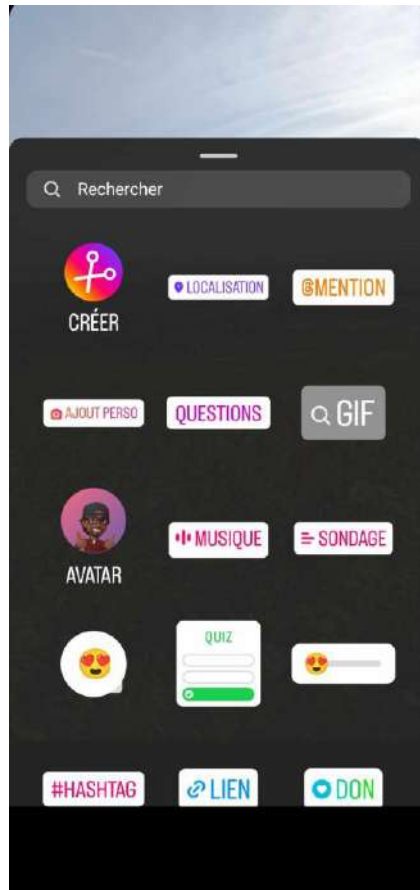 Rechercher
CRÉER
LOCALISATION
@MENTION
AJOUT PERSO
QUESTIONS
GIF
AVATAR
MUSIQUE
SONDAGE
QUIZ
#HASHTAG
LIEN
DON